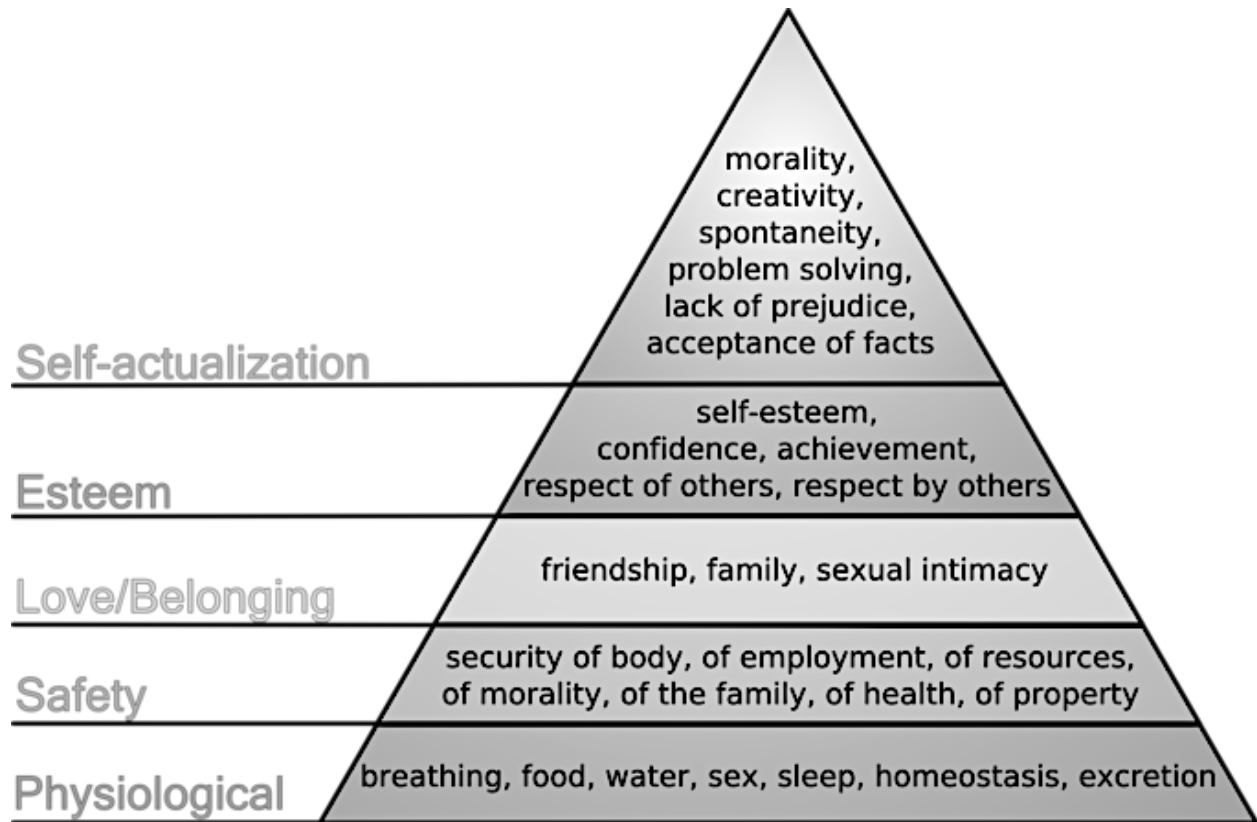 morality,
creativity,
spontaneity,
problem solving,
lack of prejudice,
acceptance of facts
Self-actualization
self-esteem,
confidence, achievement,
respect of others, respect by others
Esteem
friendship, family, sexual intimacy
Love/Belonging
security of body, of employment, of resources,
of morality, of the family, of health, of property
Safety
breathing, food, water, sex, sleep, homeostasis, excretion
Physiological